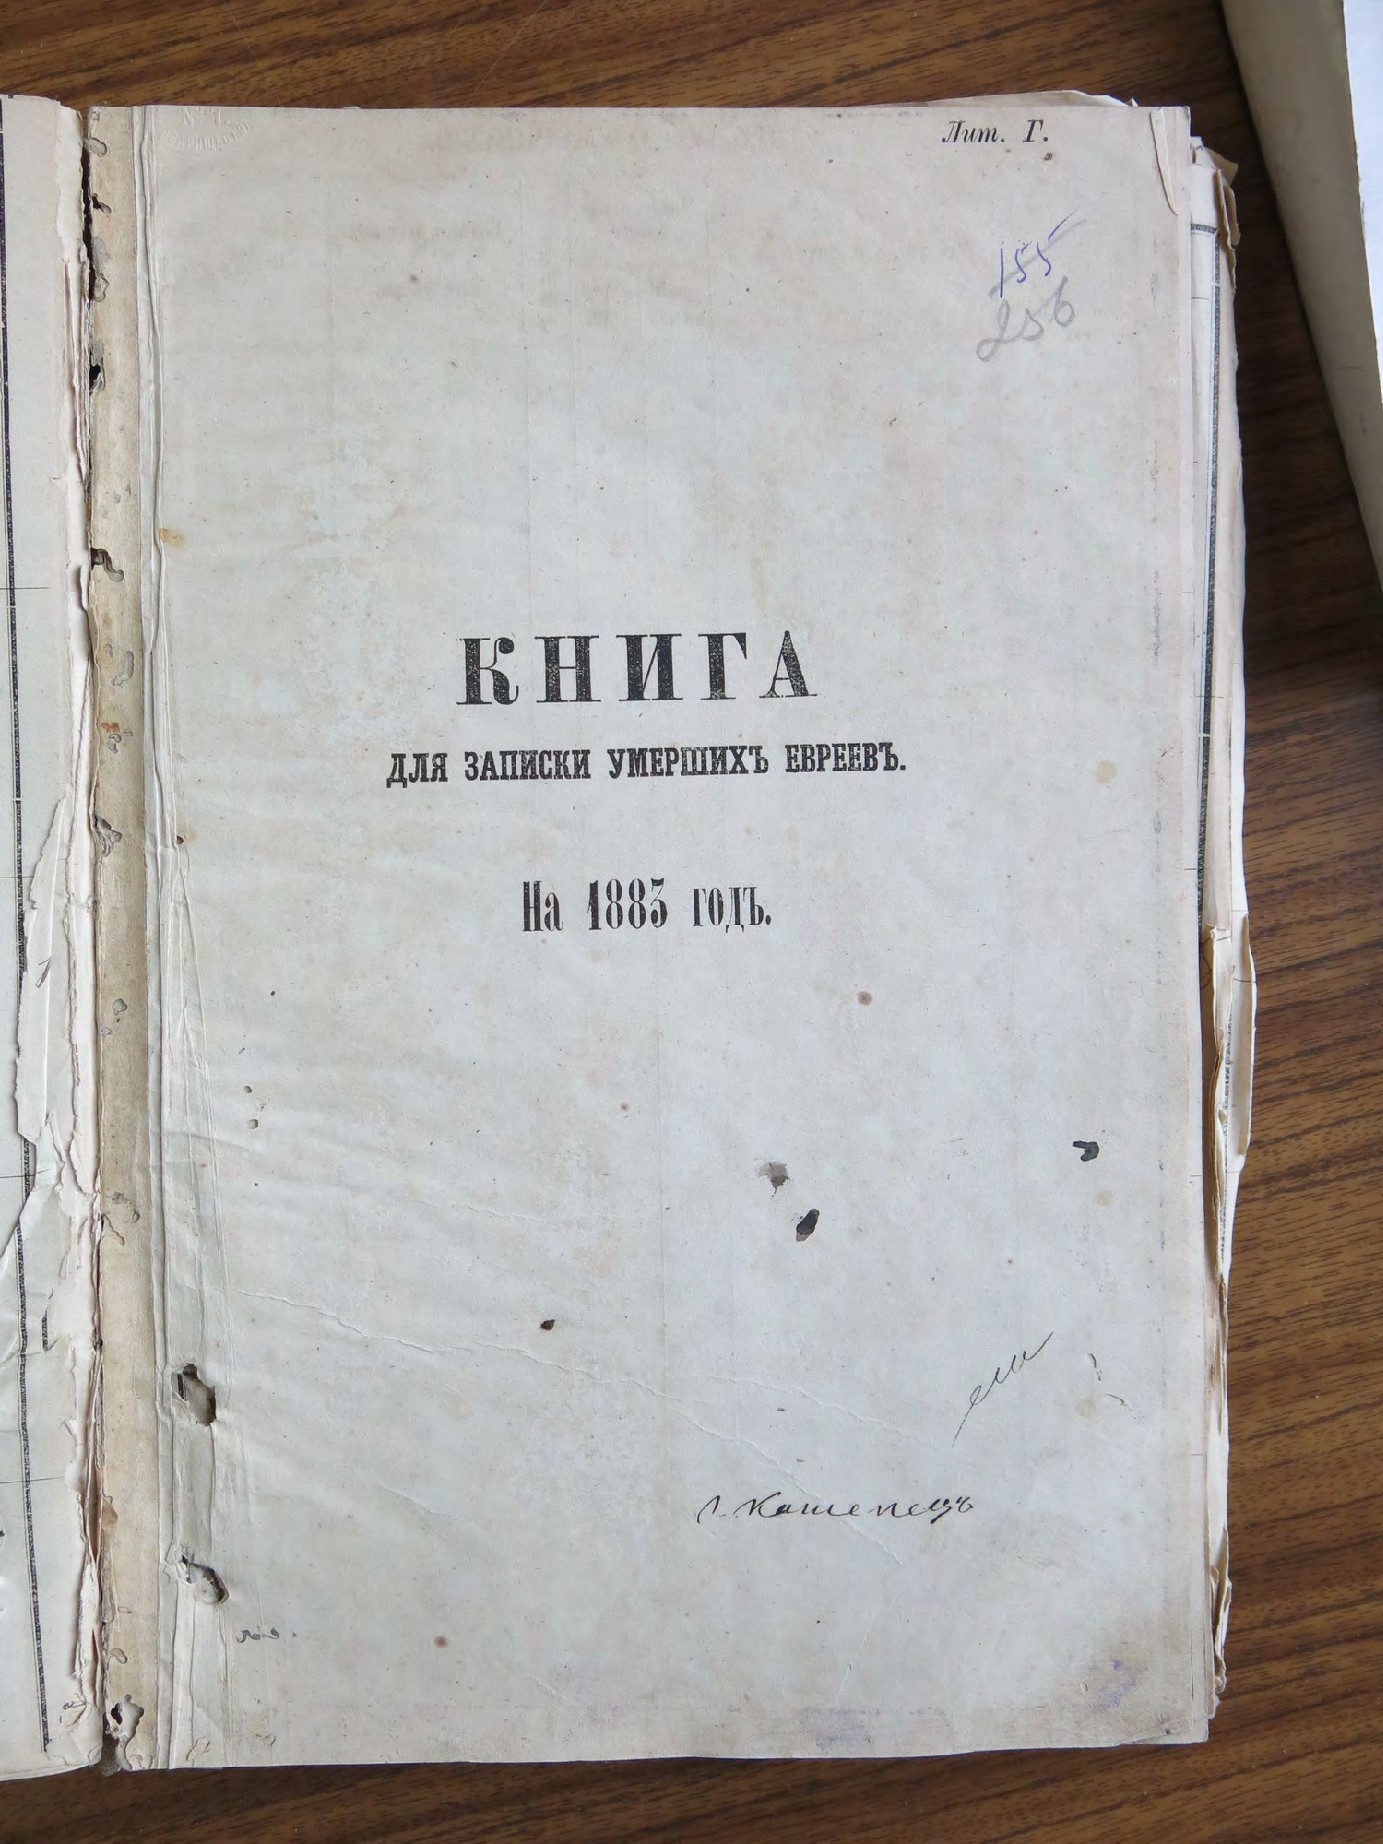 Лит. Г.
155
256
КНИГА
ДЛЯ ЗАПИСКИ УМЕРШИХЪ ЕВРЕЕВЪ.
На 1883 годъ.